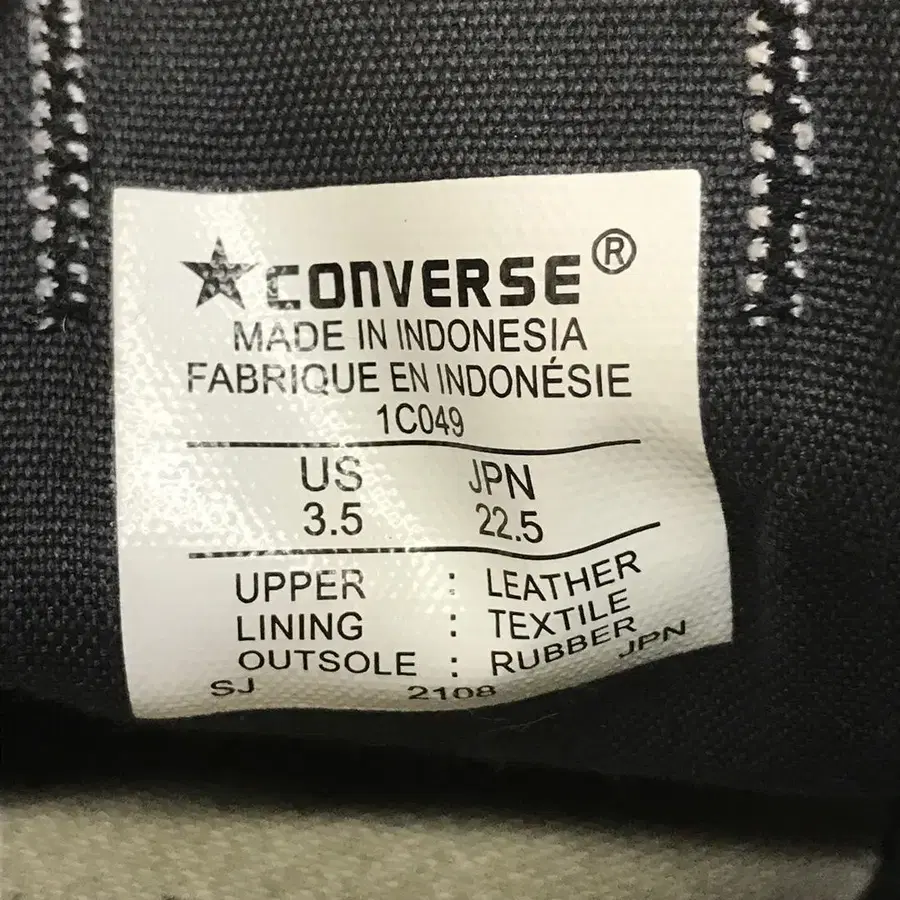 ★CONVERSE®
MADE IN INDONESIA
FABRIQUE EN INDONÉSIE
1C049
US JPN
3.5 22.5
UPPER : LEATHER
LINING : TEXTILE
OUTSOLE : RUBBER
SJ 2108 JPN